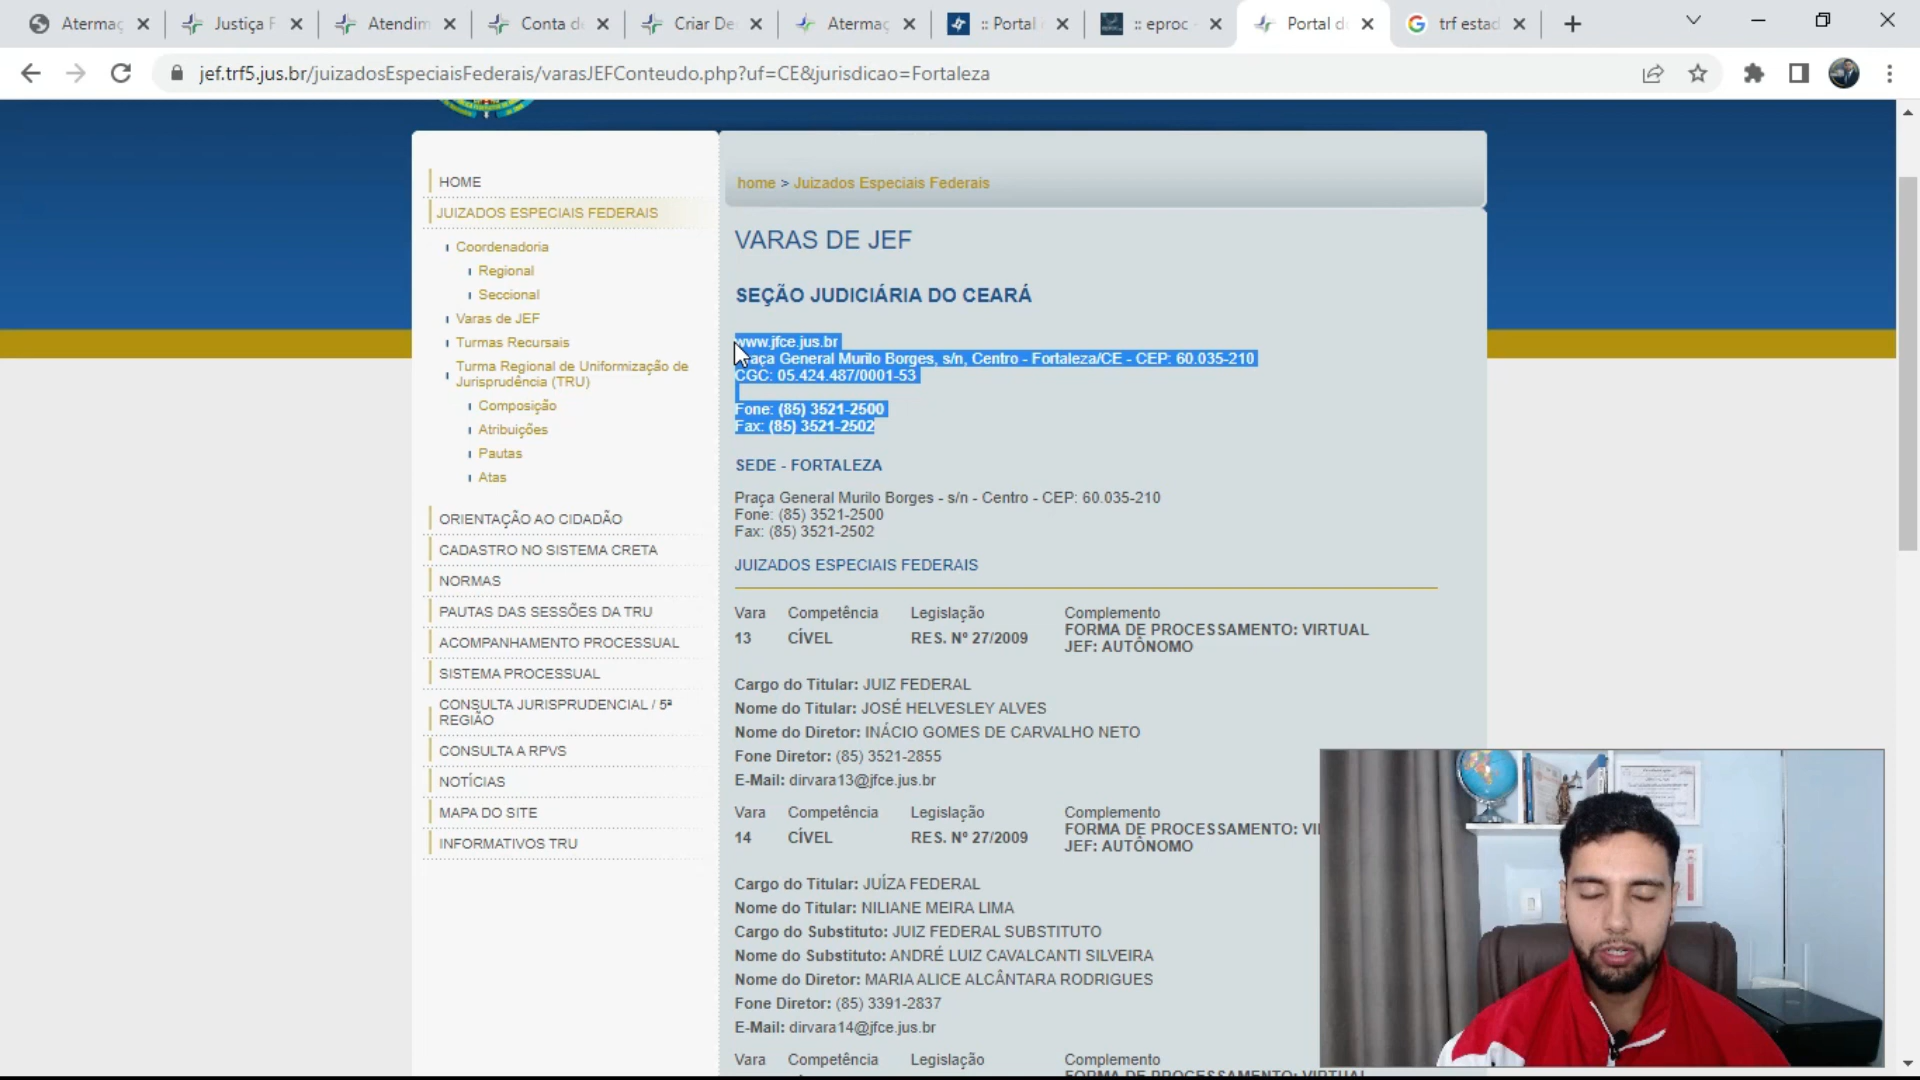 Atermaç
Justiça F
Atendim
Conta d
Criar De
Atermaç
:: Portal
:: eproc -
Portal d
trf estad
jef.trf5.jus.br/juizadosEspeciaisFederais/varasJEFConteudo.php?uf=CE&jurisdicao=Fortaleza
HOME
JUIZADOS ESPECIAIS FEDERAIS
Coordenadoria
Regional
Seccional
Varas de JEF
Turmas Recursais
Turma Regional de Uniformização de
Jurisprudência (TRU)
Composição
Atribuições
Pautas
Atas
ORIENTAÇÃO AO CIDADÃO
CADASTRO NO SISTEMA CRETA
NORMAS
PAUTAS DAS SESSÕES DA TRU
ACOMPANHAMENTO PROCESSUAL
SISTEMA PROCESSUAL
CONSULTA JURISPRUDENCIAL / 5ª
REGIÃO
CONSULTA A RPVS
NOTÍCIAS
MAPA DO SITE
INFORMATIVOS TRU
home > Juizados Especiais Federais
VARAS DE JEF
SEÇÃO JUDICIÁRIA DO CEARÁ
www.jfce.jus.br
Praça General Murilo Borges, s/n, Centro - Fortaleza/CE - CEP: 60.035-210
CGC: 05.424.487/0001-53
Fone: (85) 3521-2500
Fax: (85) 3521-2502
SEDE - FORTALEZA
Praça General Murilo Borges - s/n - Centro - CEP: 60.035-210
Fone: (85) 3521-2500
Fax: (85) 3521-2502
JUIZADOS ESPECIAIS FEDERAIS
Vara Competência Legislação Complemento
13 CÍVEL RES. Nº 27/2009 FORMA DE PROCESSAMENTO: VIRTUAL
JEF: AUTÔNOMO
Cargo do Titular: JUIZ FEDERAL
Nome do Titular: JOSÉ HELVESLEY ALVES
Nome do Diretor: INÁCIO GOMES DE CARVALHO NETO
Fone Diretor: (85) 3521-2855
E-Mail: dirvara13@jfce.jus.br
Vara Competência Legislação Complemento
14 CÍVEL RES. Nº 27/2009 FORMA DE PROCESSAMENTO: VI
JEF: AUTÔNOMO
Cargo do Titular: JUÍZA FEDERAL
Nome do Titular: NILIANE MEIRA LIMA
Cargo do Substituto: JUIZ FEDERAL SUBSTITUTO
Nome do Substituto: ANDRÉ LUIZ CAVALCANTI SILVEIRA
Nome do Diretor: MARIA ALICE ALCÂNTARA RODRIGUES
Fone Diretor: (85) 3391-2837
E-Mail: dirvara14@jfce.jus.br
Vara Competência Legislação Complemento
FORMA DE PROCESSAMENTO: VIRTUAL